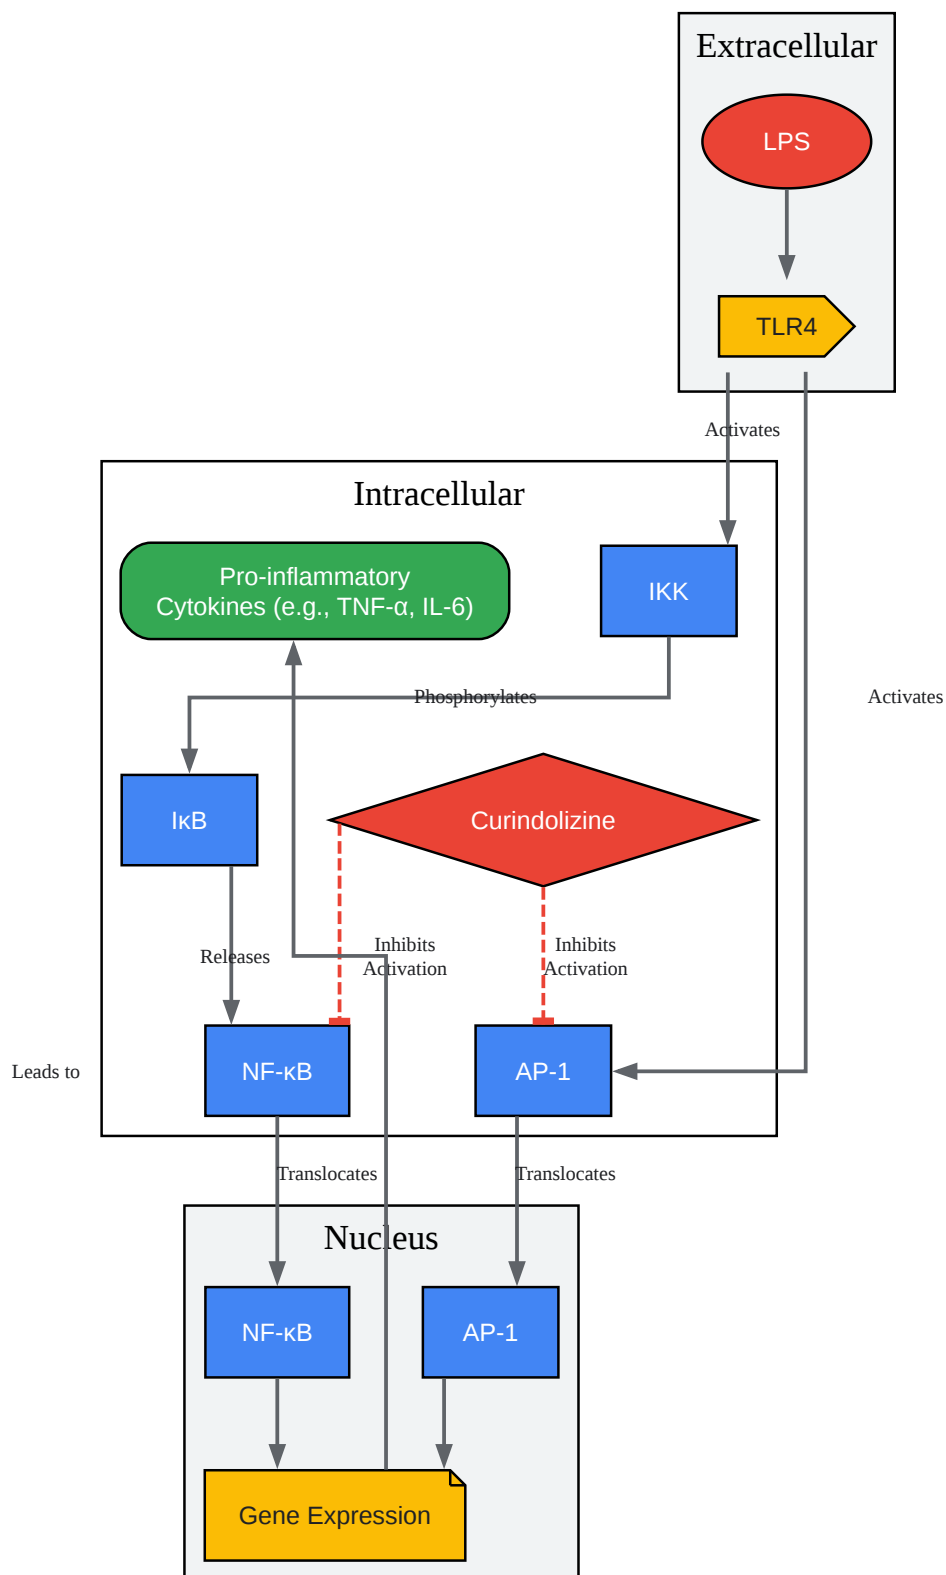 Extracellular
LPS
TLR4
Activates
Intracellular
Pro-inflammatory
Cytokines (e.g., TNF-α, IL-6)
IKK
Phosphorylates
Activates
IκB
Curindolizine
Releases
Inhibits
Activation
Inhibits
Activation
Leads to
NF-κB
AP-1
Translocates
Translocates
Nucleus
NF-κB
AP-1
Gene Expression